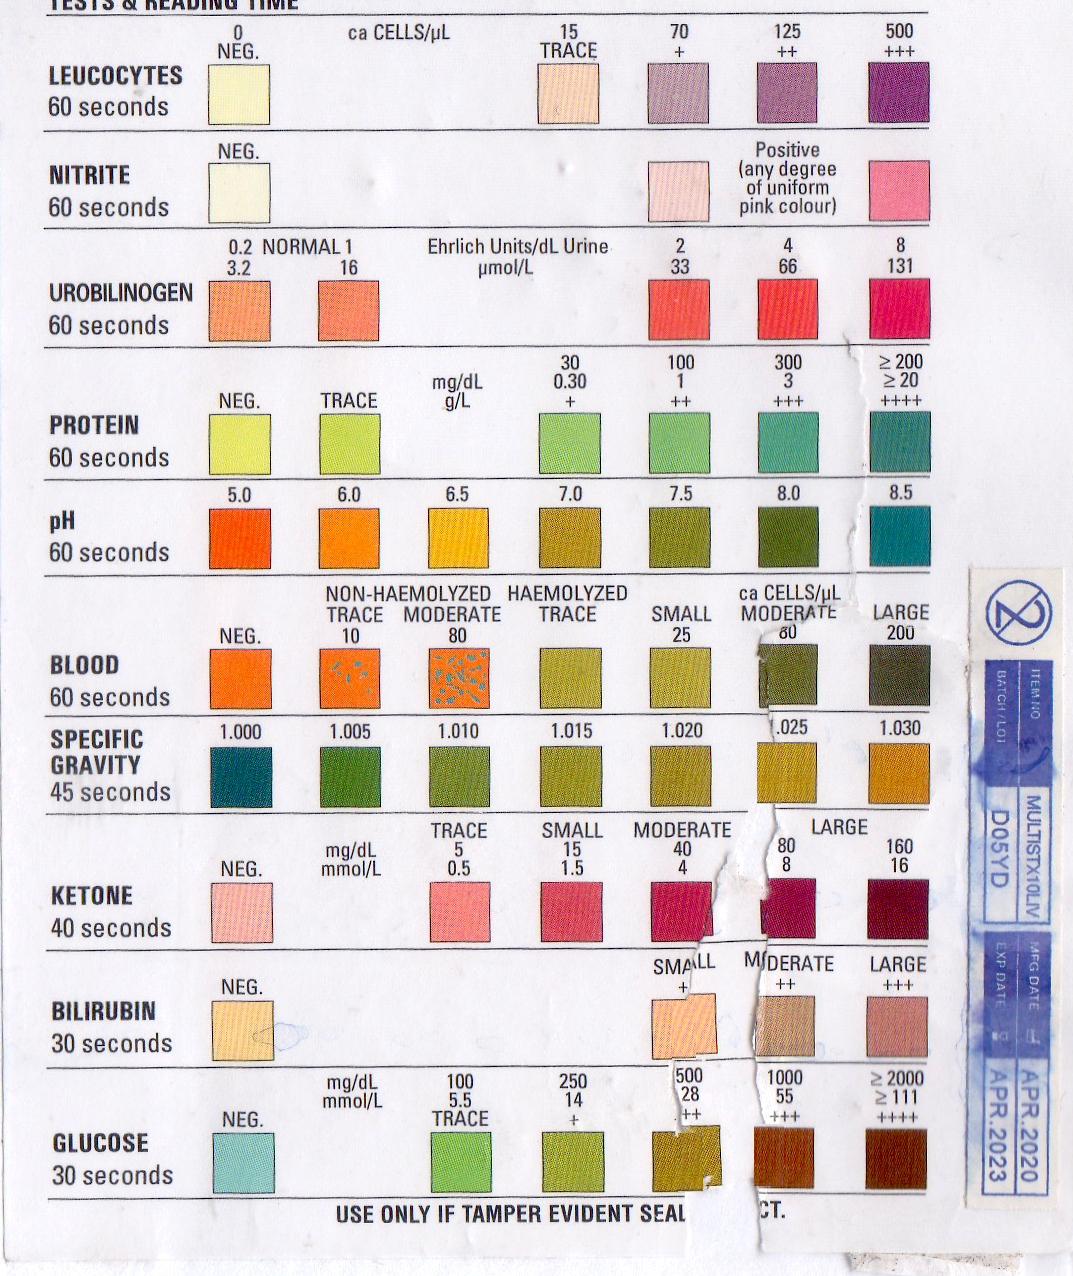 TESTS & READING TIME
0 ca CELLS/µL 15 70 125 500
NEG. TRACE + ++ +++
LEUCOCYTES
60 seconds
NEG. Positive
(any degree
of uniform
pink colour)
NITRITE
60 seconds
0.2 NORMAL 1 Ehrlich Units/dL Urine 2 4 8
3.2 16 µmol/L 33 66 131
UROBILINOGEN
60 seconds
30 100 300 ≥ 200
mg/dL 0.30 1 3 ≥ 20
NEG. TRACE g/L + ++ +++ ++++
PROTEIN
60 seconds
5.0 6.0 6.5 7.0 7.5 8.0 8.5
pH
60 seconds
NON-HAEMOLYZED HAEMOLYZED ca CELLS/µL
TRACE MODERATE TRACE SMALL MODERATE LARGE
NEG. 10 80 25 80 200
BLOOD
60 seconds
1.000 1.005 1.010 1.015 1.020 .025 1.030
SPECIFIC
GRAVITY
45 seconds
TRACE SMALL MODERATE LARGE
mg/dL 5 15 40 80 160
NEG. mmol/L 0.5 1.5 4 8 16
KETONE
40 seconds
SMALL MODERATE LARGE
NEG. + ++ +++
BILIRUBIN
30 seconds
mg/dL 100 250 500 1000 ≥ 2000
mmol/L 5.5 14 28 55 ≥ 111
NEG. TRACE + ++ +++ ++++
GLUCOSE
30 seconds
USE ONLY IF TAMPER EVIDENT SEAL CT.
2
ITEM NO MULTISTX10LIV MFG DATE APR.2020
BATCH / LOT D05YD EXP DATE APR.2023